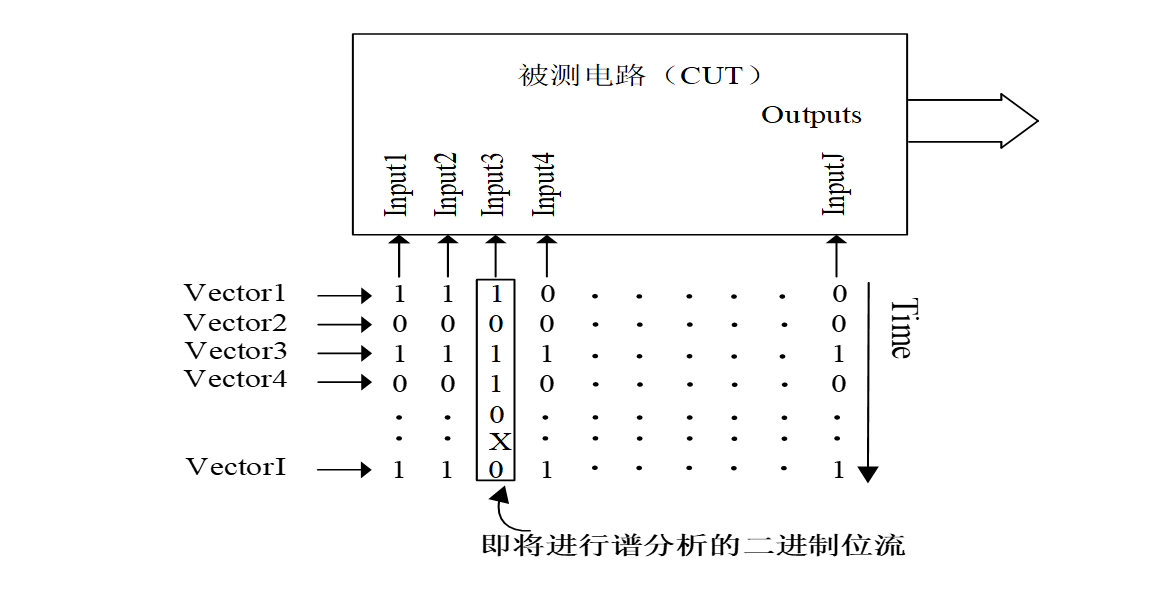 被测电路（CUT）
Outputs
Input1 Input2 Input3 Input4 InputJ
Vector1 1 1 1 0 . . . . . 0
Vector2 0 0 0 0 . . . . . 0
Vector3 1 1 1 1 . . . . . 1
Vector4 0 0 1 0 . . . . . 0
. . 0 . . . . . . .
. . X . . . . . . .
VectorI 1 1 0 1 . . . . . 1
Time
即将进行谱分析的二进制位流